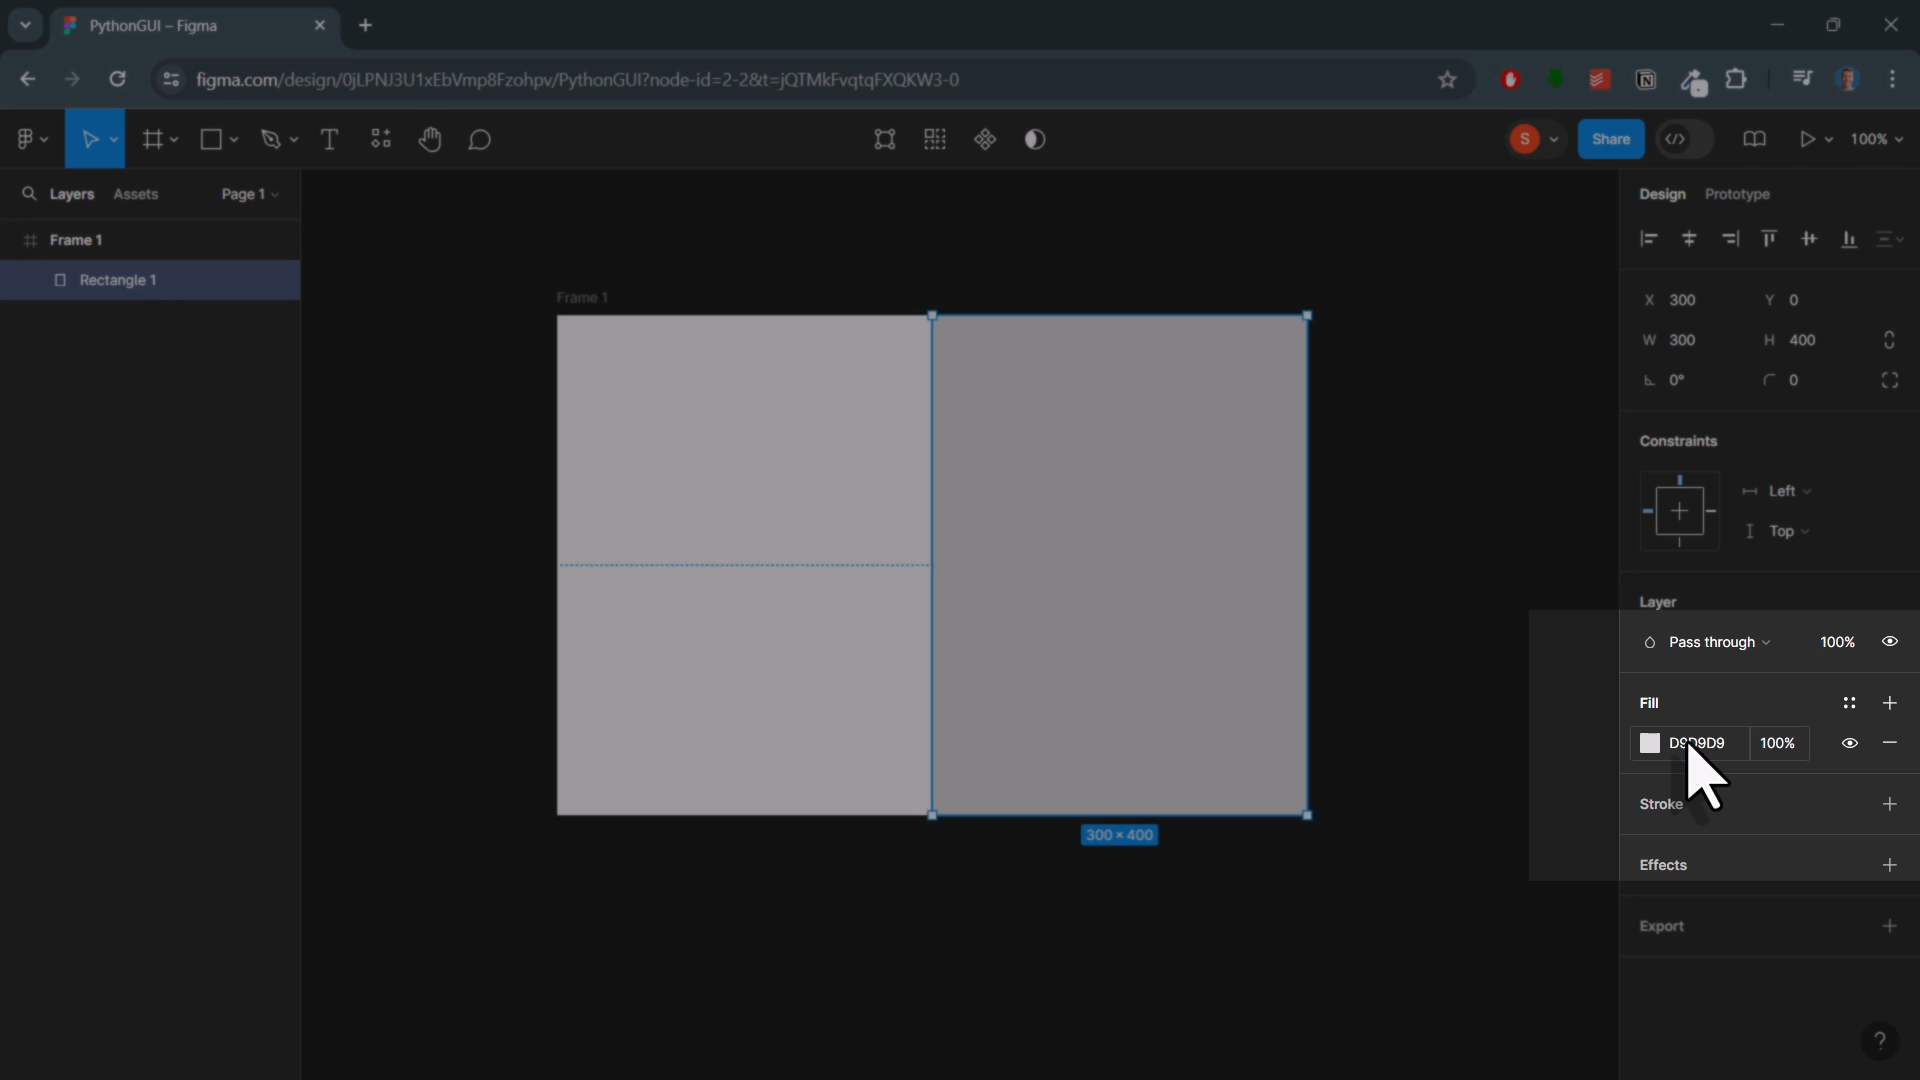 PythonGUI – Figma
figma.com/design/0jLPNJ3U1xEbVmp8Fzohpv/PythonGUI?node-id=2-2&t=jQTMkFvqtqFXQKW3-0
S
Share
100%
Layers
Assets
Page 1
Design
Prototype
Frame 1
Rectangle 1
Frame 1
300 × 400
X 300
Y 0
W 300
H 400
0°
0
Constraints
Left
Top
Layer
Pass through
100%
Fill
D9D9D9
100%
Stroke
Effects
Export
?